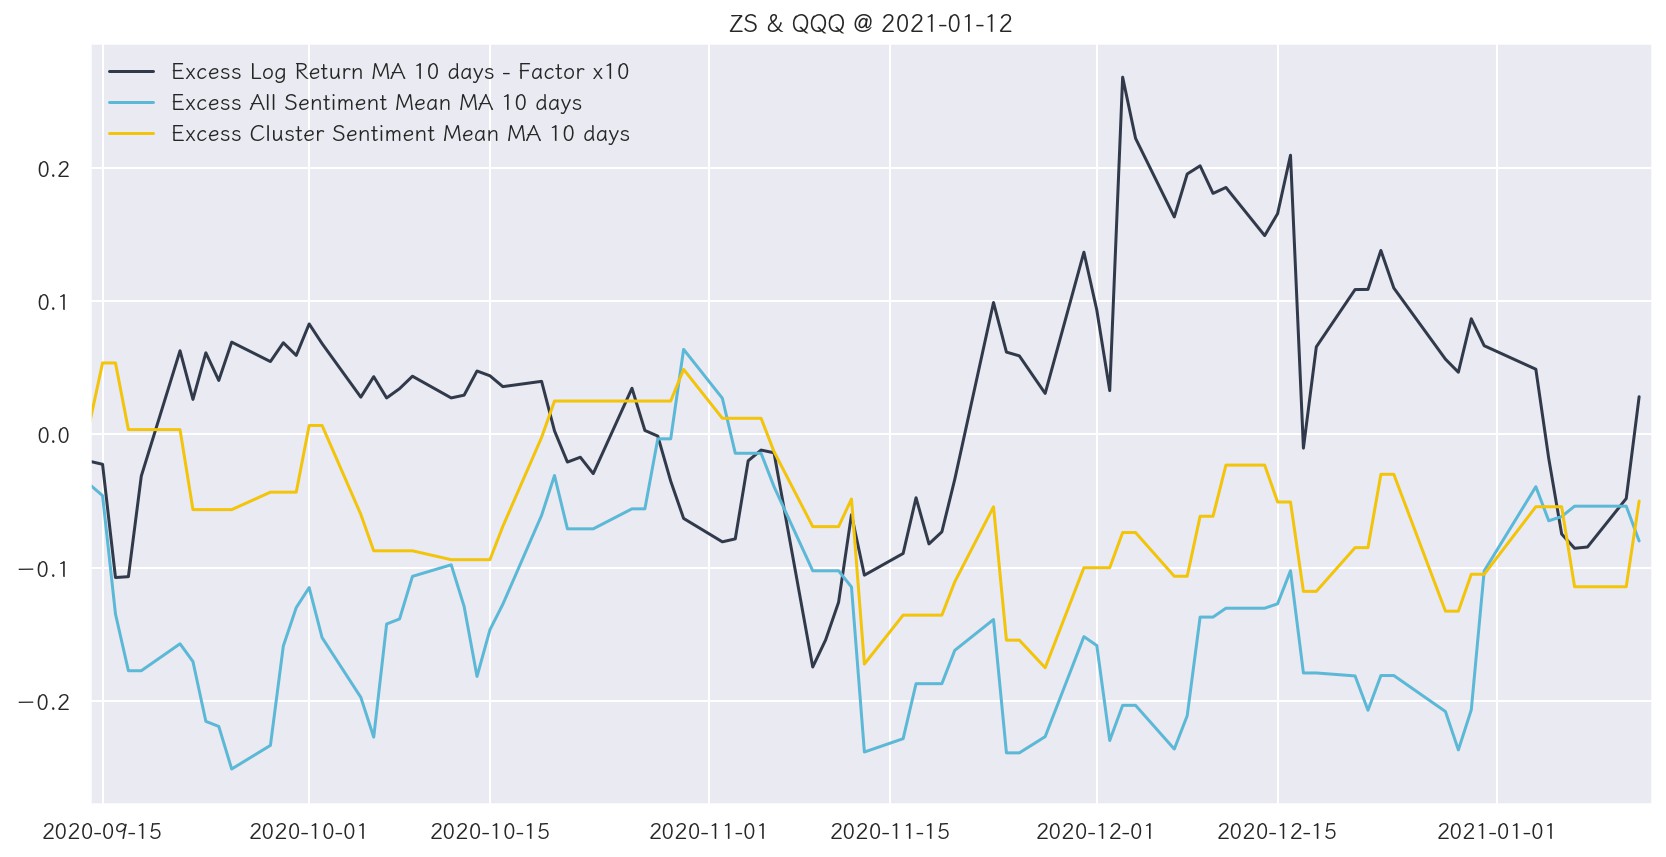 ZS & QQQ @ 2021-01-12
Excess Log Return MA 10 days - Factor x10
Excess All Sentiment Mean MA 10 days
Excess Cluster Sentiment Mean MA 10 days
0.2
0.1
0.0
−0.1
−0.2
2020-09-15 2020-10-01 2020-10-15 2020-11-01 2020-11-15 2020-12-01 2020-12-15 2021-01-01